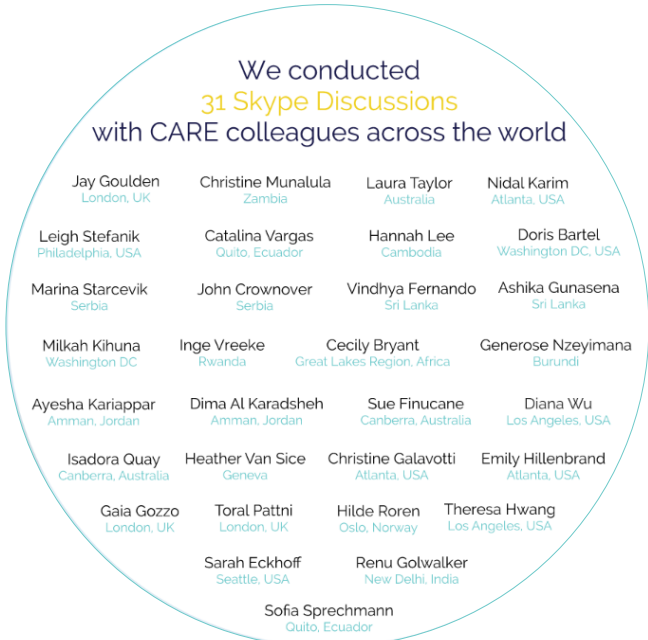 We conducted
31 Skype Discussions
with CARE colleagues across the world
Jay Goulden Christine Munalula Laura Taylor Nidal Karim
London, UK Zambia Australia Atlanta, USA
Leigh Stefanik Catalina Vargas Hannah Lee Doris Bartel
Philadelphia, USA Quito, Ecuador Cambodia Washington DC, USA
Marina Starcevik John Crownover Vindhya Fernando Ashika Gunasena
Serbia Serbia Sri Lanka Sri Lanka
Milkah Kihuna Inge Vreeke Cecily Bryant Generose Nzeyimana
Washington DC Rwanda Great Lakes Region, Africa Burundi
Ayesha Kariappar Dima Al Karadsheh Sue Finucane Diana Wu
Amman, Jordan Amman, Jordan Canberra, Australia Los Angeles, USA
Isadora Quay Heather Van Sice Christine Galavotti Emily Hillenbrand
Canberra, Australia Geneva Atlanta, USA Atlanta, USA
Gaia Gozzo Toral Pattni Hilde Roren Theresa Hwang
London, UK London, UK Oslo, Norway Los Angeles, USA
Sarah Eckhoff Renu Golwalker
Seattle, USA New Delhi, India
Sofia Sprechmann
Quito, Ecuador